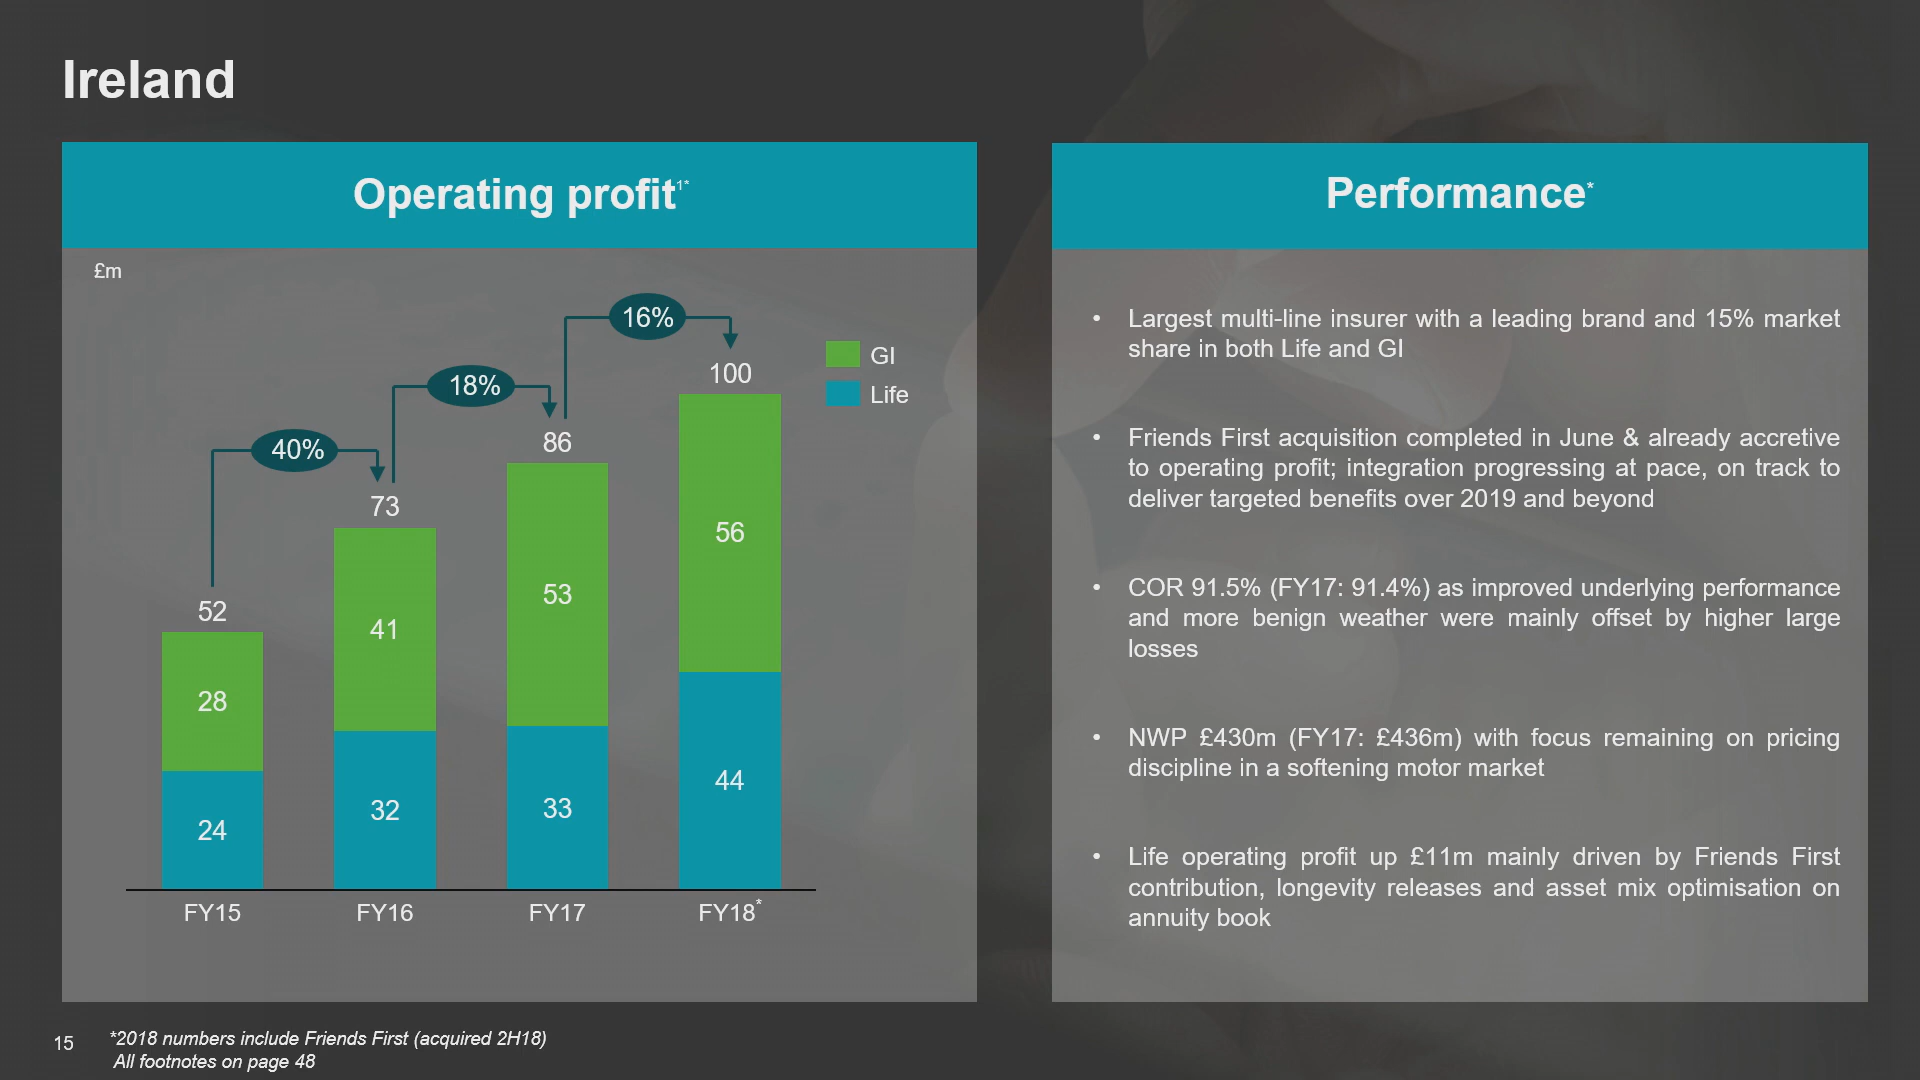 Ireland
Operating profit1*
£m
16%
100
GI
Life
18%
86
40%
73
52
28
24
41
32
53
33
56
44
FY15
FY16
FY17
FY18*
Performance*
• Largest multi-line insurer with a leading brand and 15% market
share in both Life and GI
• Friends First acquisition completed in June & already accretive
to operating profit; integration progressing at pace, on track to
deliver targeted benefits over 2019 and beyond
• COR 91.5% (FY17: 91.4%) as improved underlying performance
and more benign weather were mainly offset by higher large
losses
• NWP £430m (FY17: £436m) with focus remaining on pricing
discipline in a softening motor market
• Life operating profit up £11m mainly driven by Friends First
contribution, longevity releases and asset mix optimisation on
annuity book
15
*2018 numbers include Friends First (acquired 2H18)
All footnotes on page 48